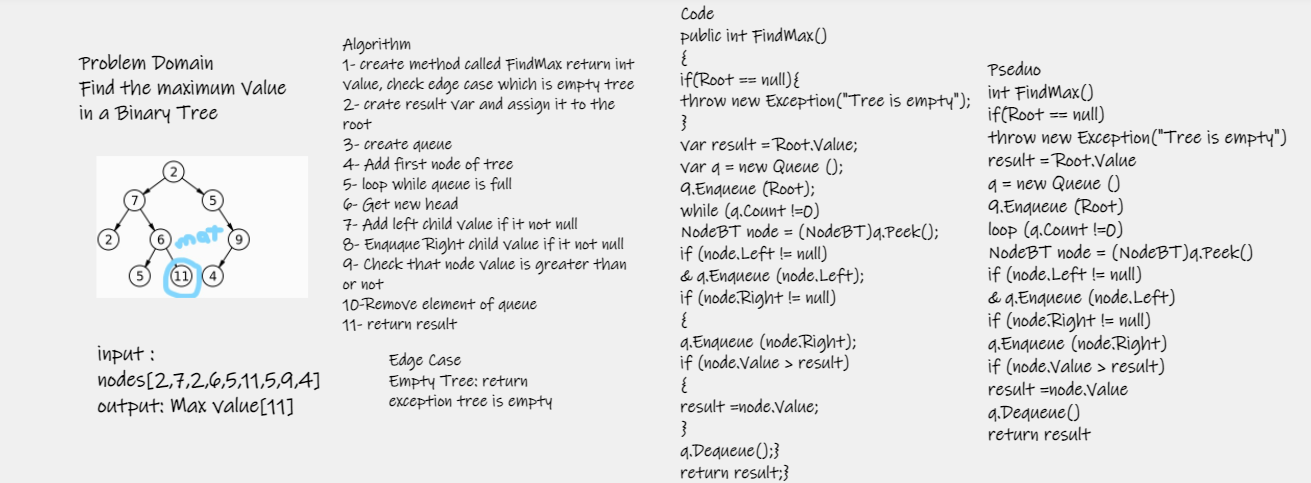 Problem Domain
Find the maximum Value
in a Binary Tree
2
7
5
2
6
mat
9
5
11
4
input :
nodes[2,7,2,6,5,11,5,9,4]
output: Max value[11]
Algorithm
1- create method called FindMax return int
value, check edge case which is empty tree
2- crate result var and assign it to the
root
3- create queue
4- Add first node of tree
5- loop while queue is full
6- Get new head
7- Add left child value if it not null
8- Enquque Right child value if it not null
9- Check that node value is greater than
or not
10-Remove element of queue
11- return result
Edge Case
Empty Tree: return
exception tree is empty
Code
public int FindMax()
{
if(Root == null){
throw new Exception("Tree is empty");
}
var result = Root.Value;
var q = new Queue ();
q.Enqueue (Root);
while (q.Count !=0)
NodeBT node = (NodeBT)q.Peek();
if (node.Left != null)
& q.Enqueue (node.Left);
if (node.Right != null)
{
q.Enqueue (node.Right);
if (node.Value > result)
{
result =node.Value;
}
q.Dequeue();}
return result;}
Pseduo
int FindMax()
if(Root == null)
throw new Exception("Tree is empty")
result = Root.Value
q = new Queue ()
q.Enqueue (Root)
loop (q.Count !=0)
NodeBT node = (NodeBT)q.Peek()
if (node.Left != null)
& q.Enqueue (node.Left)
if (node.Right != null)
q.Enqueue (node.Right)
if (node.Value > result)
result =node.Value
q.Dequeue()
return result